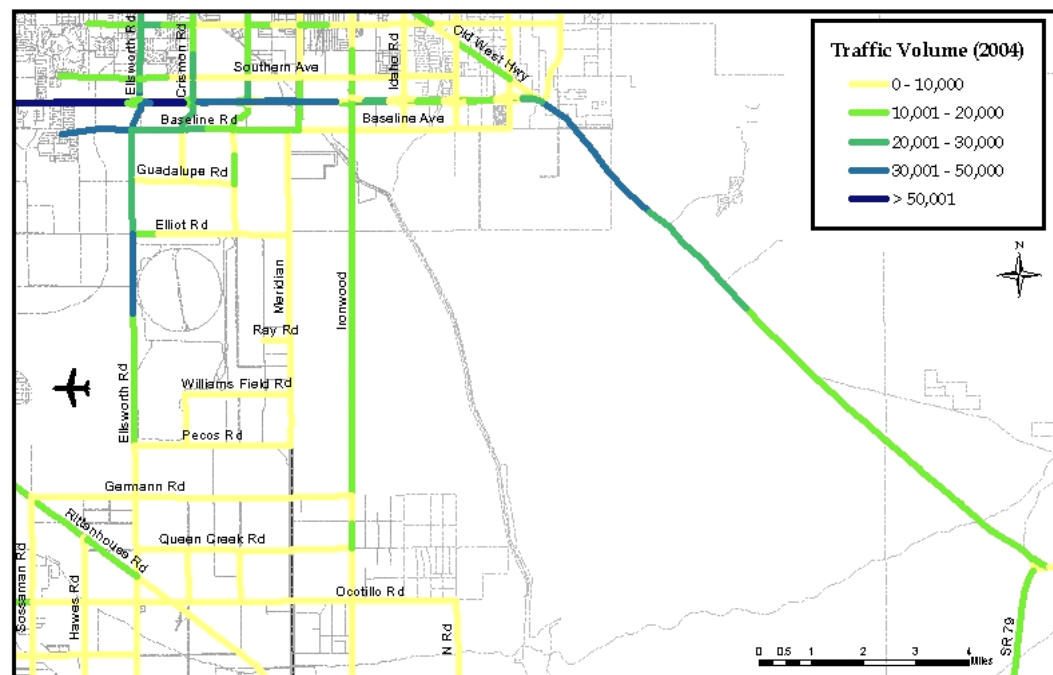 Traffic Volume (2004)
0 - 10,000
10,001 - 20,000
20,001 - 30,000
30,001 - 50,000
> 50,001
Ellsworth Rd
Crismon Rd
Idaho Rd
Old West Hwy
Southern Ave
Baseline Rd
Baseline Ave
Guadalupe Rd
Elliot Rd
Meridian
Ironwood
N
Ray Rd
Ellsworth Rd
Williams Field Rd
Pecos Rd
Germann Rd
Rittenhouse Rd
Queen Creek Rd
Sossaman Rd
Hawes Rd
Ocotillo Rd
N Rd
SR 79
0 0.5 1 2 3 4
Miles